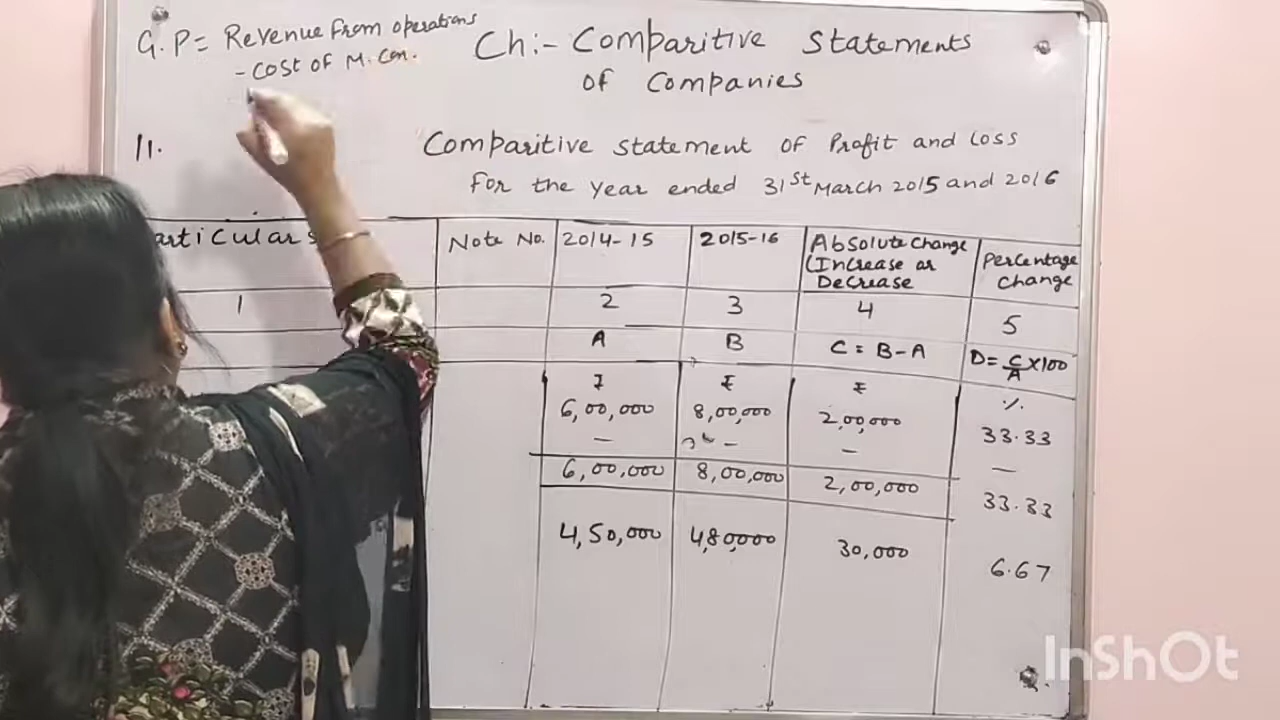 G.P = Revenue From operations
- Cost of M. Con.
Ch:- Comparitive Statements
of Companies
11.
Comparitive statement of Profit and Loss
For the year ended 31st March 2015 and 2016
articulars
Note No.
2014-15
2015-16
Absolute Change
(Increase or
Decrease
Percentage
Change
1
2
3
4
5
A
B
C = B-A
D = C/A X100
₹
₹
₹
%
6,00,000
8,00,000
2,00,000
33.33
—
—
—
—
6,00,000
8,00,000
2,00,000
33.33
4,50,000
4,80,000
30,000
6.67
InShOt